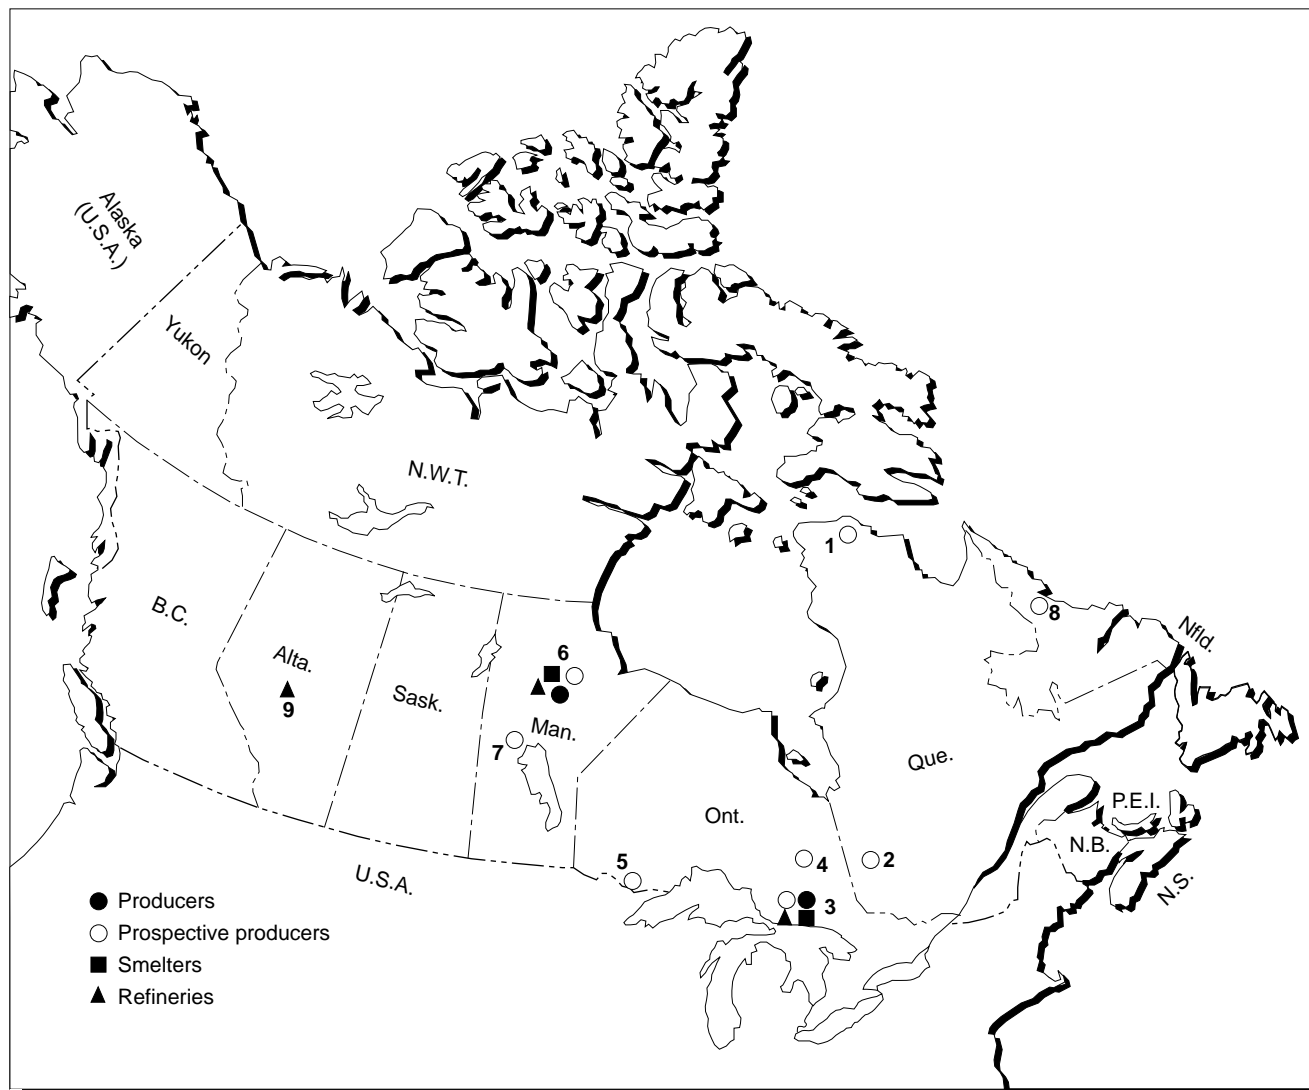 Alaska
(U.S.A.)
Yukon
N.W.T.
1
8
Nfld.
B.C.
Alta.
9
Sask.
6
Man.
7
Que.
Ont.
P.E.I.
N.B.
N.S.
5
4
2
3
U.S.A.
Producers
Prospective producers
Smelters
Refineries